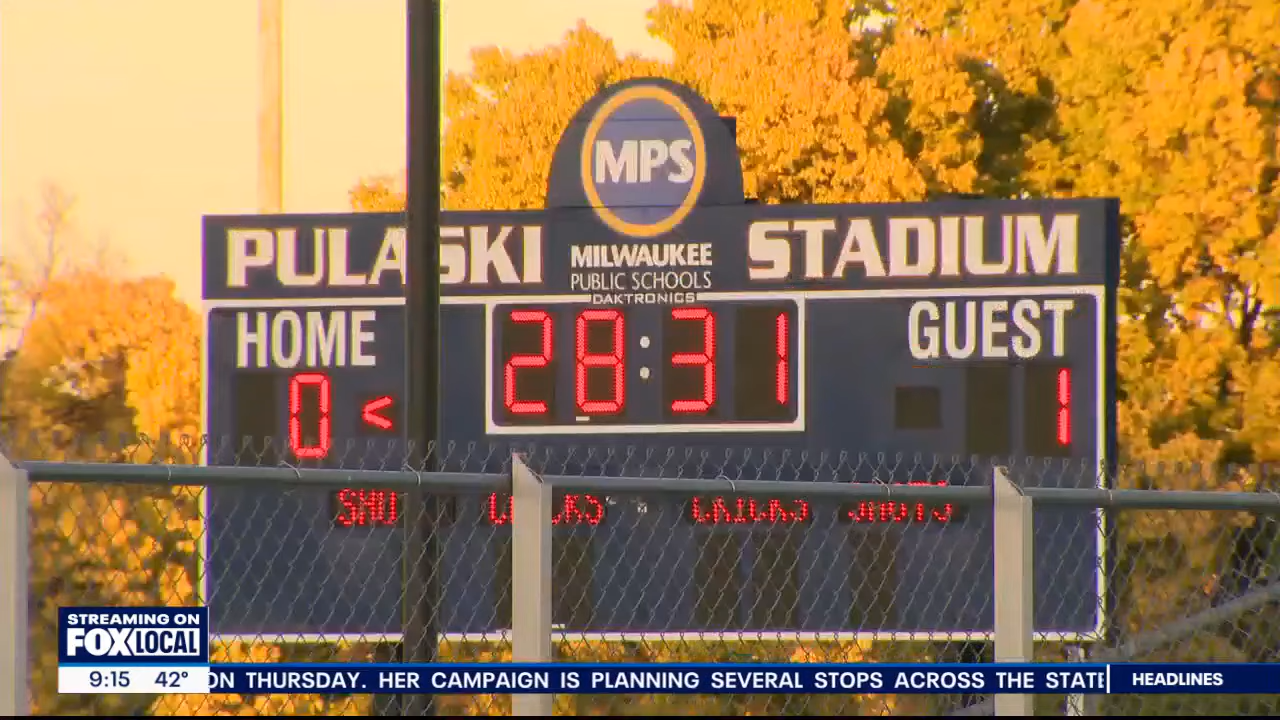 MPS
PULASKI STADIUM
MILWAUKEE
PUBLIC SCHOOLS
DAKTRONICS
HOME 28:31 GUEST
0 < 1
SHOTS
STREAMING ON
FOX LOCAL
9:15 42°
ON THURSDAY. HER CAMPAIGN IS PLANNING SEVERAL STOPS ACROSS THE STATE
HEADLINES